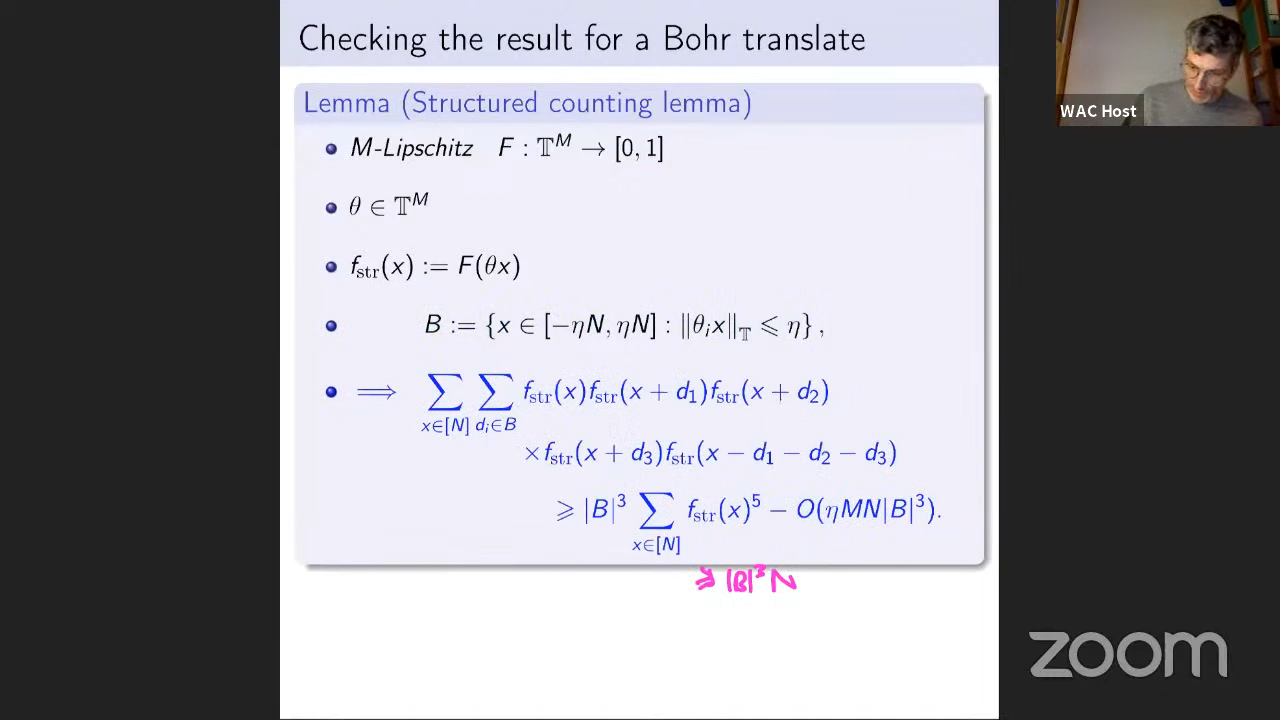 Checking the result for a Bohr translate
WAC Host
Lemma (Structured counting lemma)
M-Lipschitz F : 𝕋^M → [0, 1]
θ ∈ 𝕋^M
f_str(x) := F(θx)
B := {x ∈ [−ηN, ηN] : ‖θ_i x‖_𝕋 ⩽ η} ,
⟹ ∑_{x∈[N]} ∑_{d_i∈B} f_str(x)f_str(x + d_1)f_str(x + d_2)
×f_str(x + d_3)f_str(x − d_1 − d_2 − d_3)
⩾ |B|^3 ∑_{x∈[N]} f_str(x)^5 − O(ηMN|B|^3).
|B|^3 N
zoom